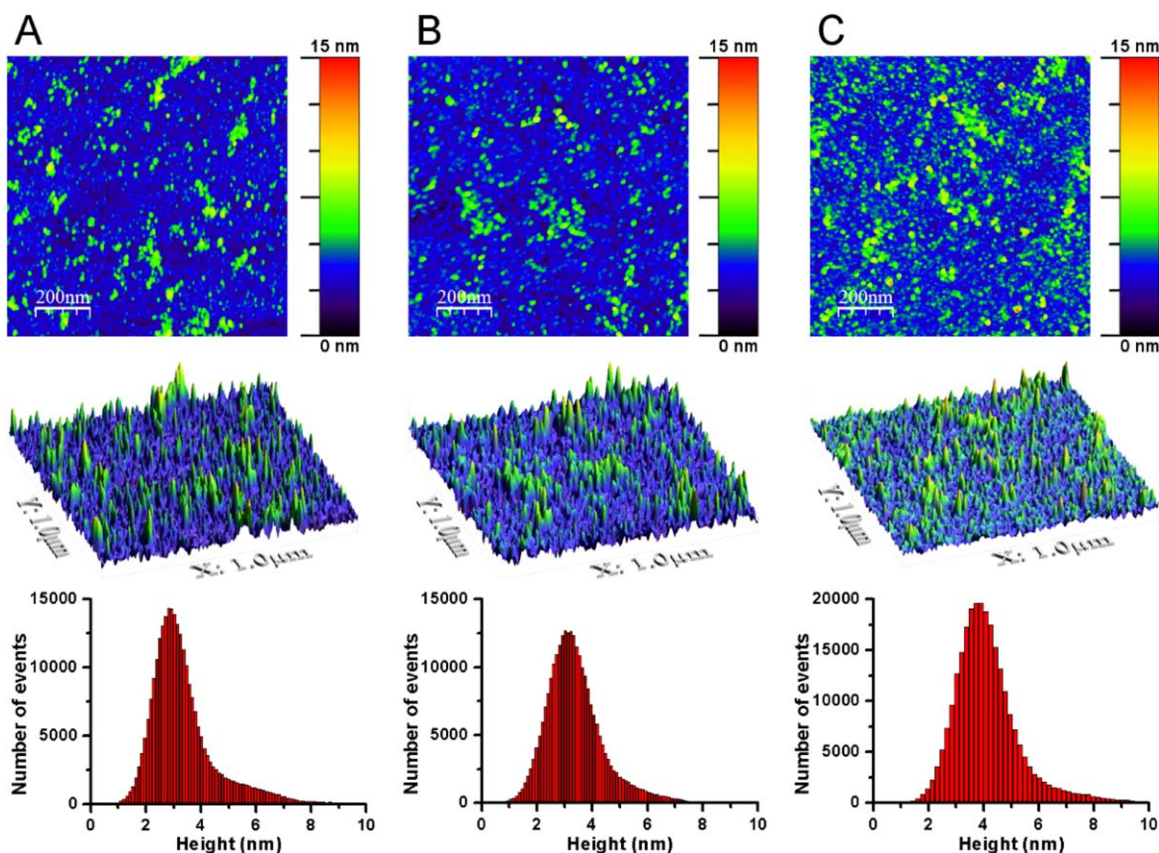 A
B
C
15 nm
15 nm
15 nm
200nm
200nm
200nm
0 nm
0 nm
0 nm
Y: 1.0µm
X: 1.0µm
Y: 1.0µm
X: 1.0µm
Y: 1.0µm
X: 1.0µm
15000
10000
5000
0
Number of events
0 2 4 6 8 10
Height (nm)
15000
10000
5000
0
Number of events
0 2 4 6 8 10
Height (nm)
20000
15000
10000
5000
0
Number of events
0 2 4 6 8 10
Height (nm)